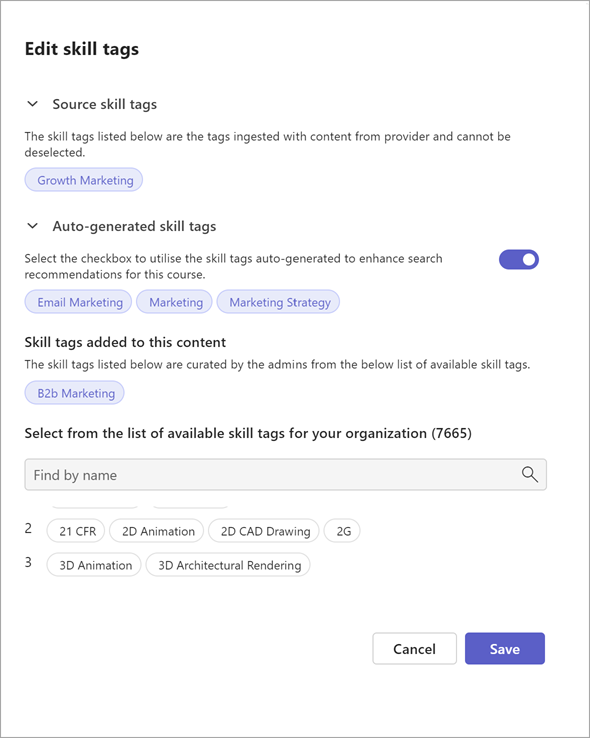 Edit skill tags
Source skill tags
The skill tags listed below are the tags ingested with content from provider and cannot be
deselected.
Growth Marketing
Auto-generated skill tags
Select the checkbox to utilise the skill tags auto-generated to enhance search
recommendations for this course.
Email Marketing Marketing Marketing Strategy
Skill tags added to this content
The skill tags listed below are curated by the admins from the below list of available skill tags.
B2b Marketing
Select from the list of available skill tags for your organization (7665)
Find by name
2 21 CFR 2D Animation 2D CAD Drawing 2G
3 3D Animation 3D Architectural Rendering
Cancel Save